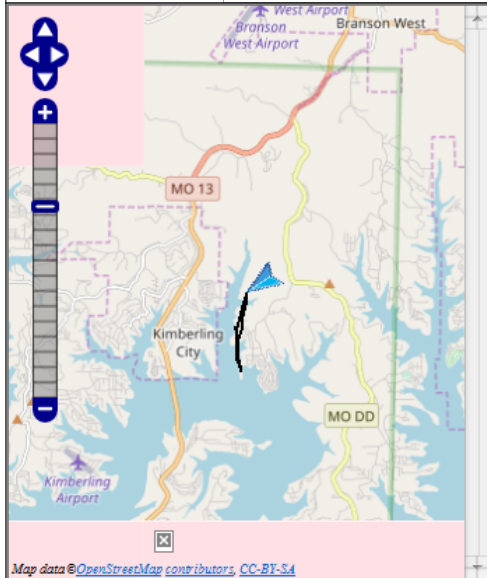 West Airport
Branson
West Airport
Branson West
MO 13
Kimberling
City
MO DD
Kimberling
Airport
Map data©OpenStreetMap contributors, CC-BY-SA